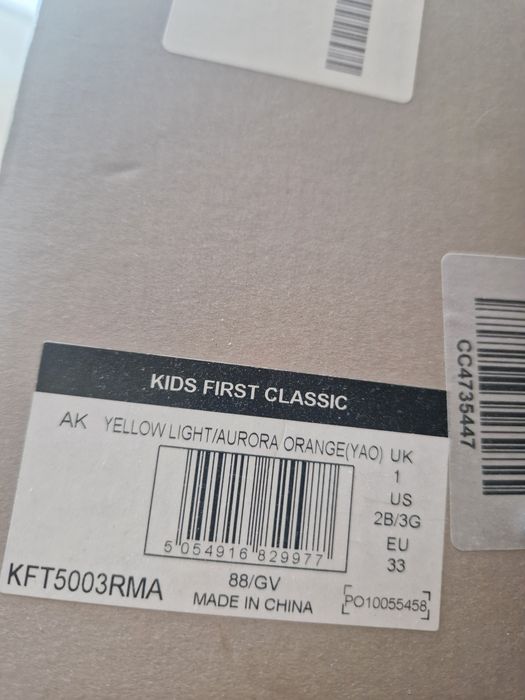 CC4735447
KIDS FIRST CLASSIC
AK YELLOW LIGHT/AURORA ORANGE(YAO) UK
1
US
2B/3G
EU
33
5 054916 829977
88/GV
KFT5003RMA MADE IN CHINA [PO10055458]